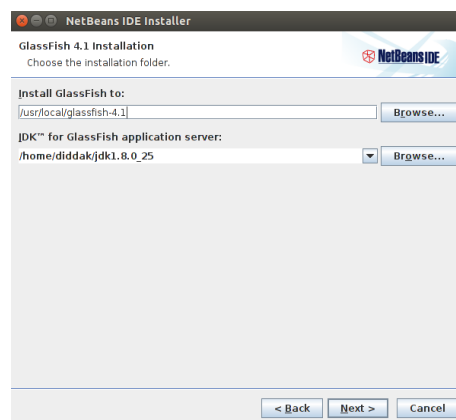 NetBeans IDE Installer
GlassFish 4.1 Installation
Choose the installation folder.
NetBeans IDE
Install GlassFish to:
/usr/local/glassfish-4.1
Browse...
JDK™ for GlassFish application server:
/home/diddak/jdk1.8.0_25
Browse...
< Back Next > Cancel